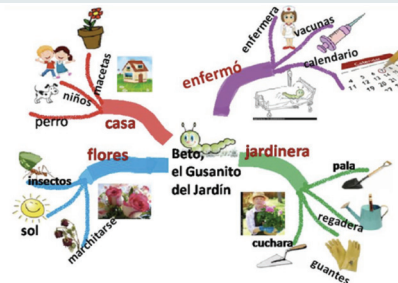 enfermera
vacunas
calendario
enfermó
macetas
niños
perro
casa
Beto,
el Gusanito
del Jardín
flores
insectos
sol
marchitarse
jardinera
pala
regadera
cuchara
guantes